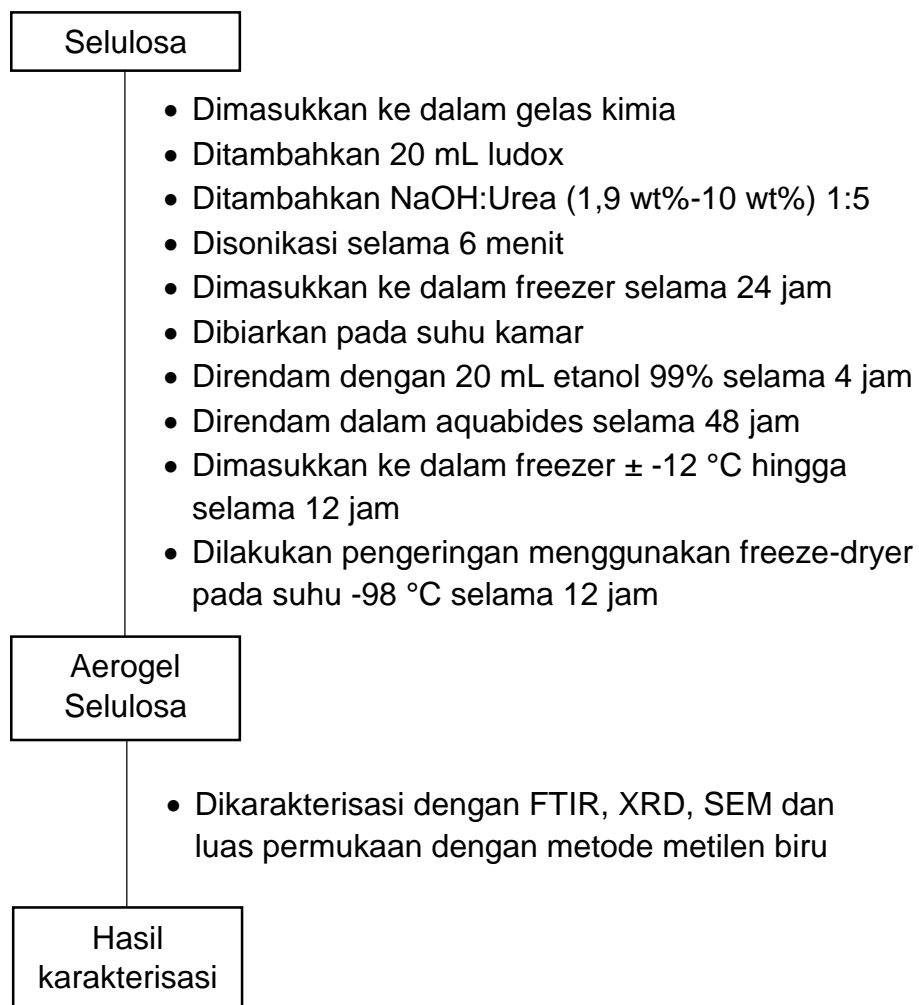 Selulosa
• Dimasukkan ke dalam gelas kimia
• Ditambahkan 20 mL ludox
• Ditambahkan NaOH:Urea (1,9 wt%-10 wt%) 1:5
• Disonikasi selama 6 menit
• Dimasukkan ke dalam freezer selama 24 jam
• Dibiarkan pada suhu kamar
• Direndam dengan 20 mL etanol 99% selama 4 jam
• Direndam dalam aquabides selama 48 jam
• Dimasukkan ke dalam freezer ± -12 °C hingga
selama 12 jam
• Dilakukan pengeringan menggunakan freeze-dryer
pada suhu -98 °C selama 12 jam
Aerogel
Selulosa
• Dikarakterisasi dengan FTIR, XRD, SEM dan
luas permukaan dengan metode metilen biru
Hasil
karakterisasi